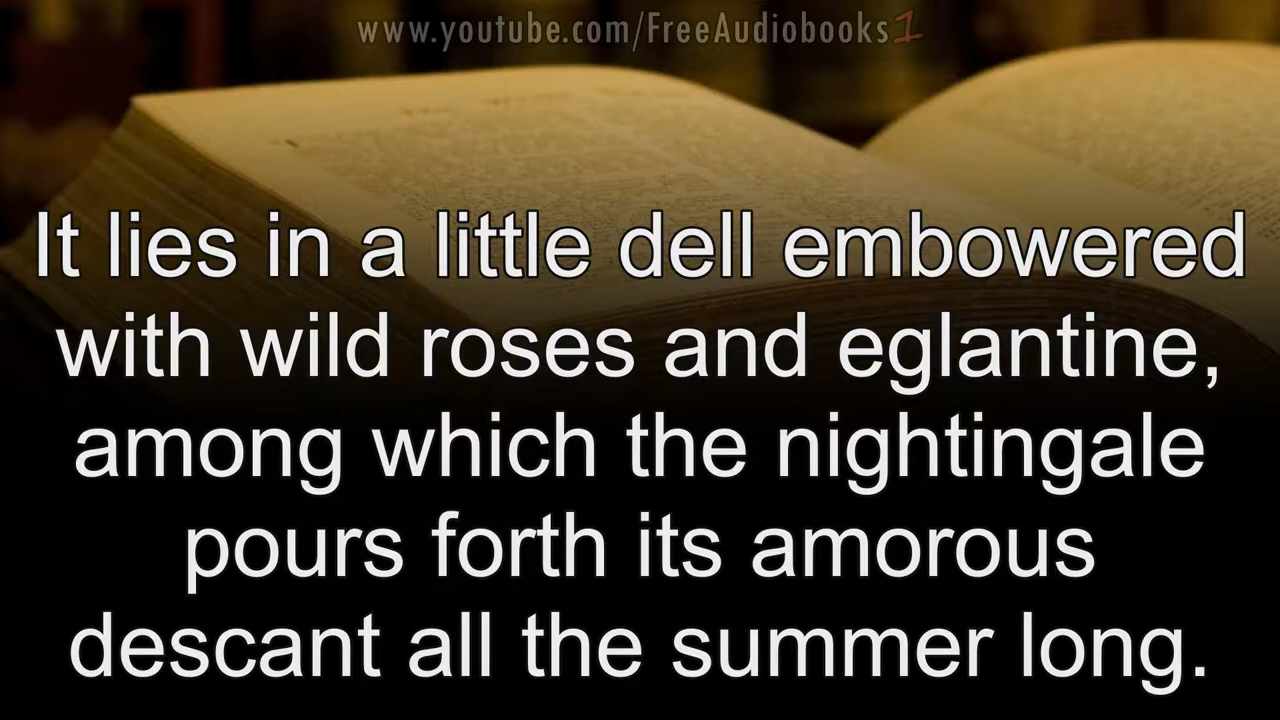 www.youtube.com/FreeAudiobooks1
It lies in a little dell embowered
with wild roses and eglantine,
among which the nightingale
pours forth its amorous
descant all the summer long.